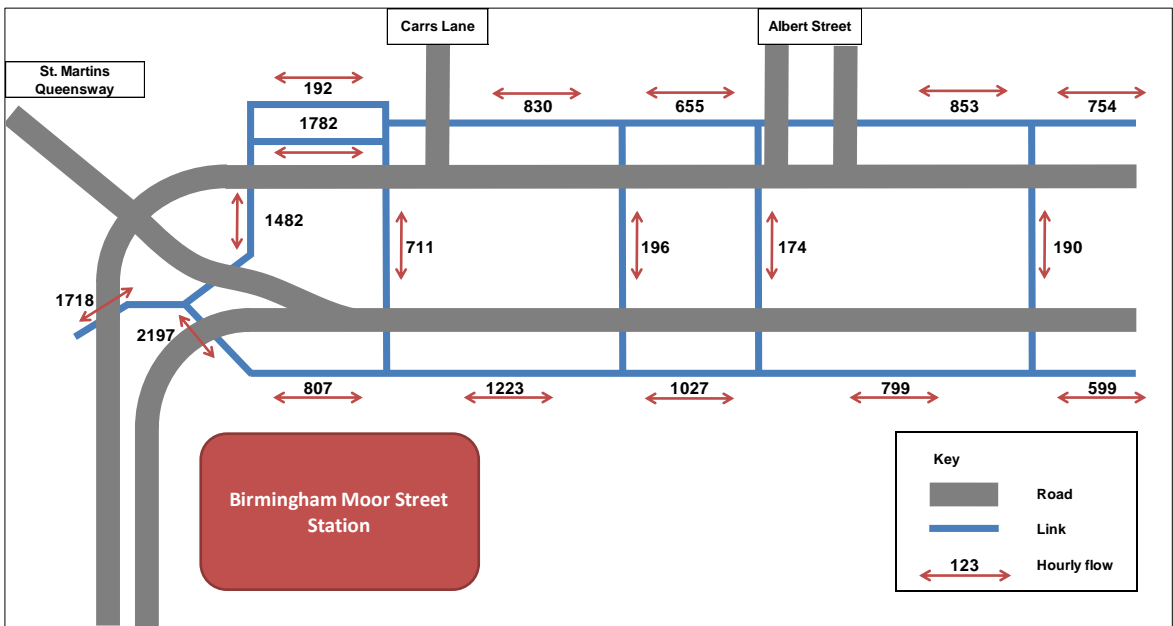 Carrs Lane
Albert Street
St. Martins
Queensway
192
830
655
853
754
1782
1482
711
196
174
190
1718
2197
807
1223
1027
799
599
Birmingham Moor Street
Station
Key
Road
Link
123
Hourly flow